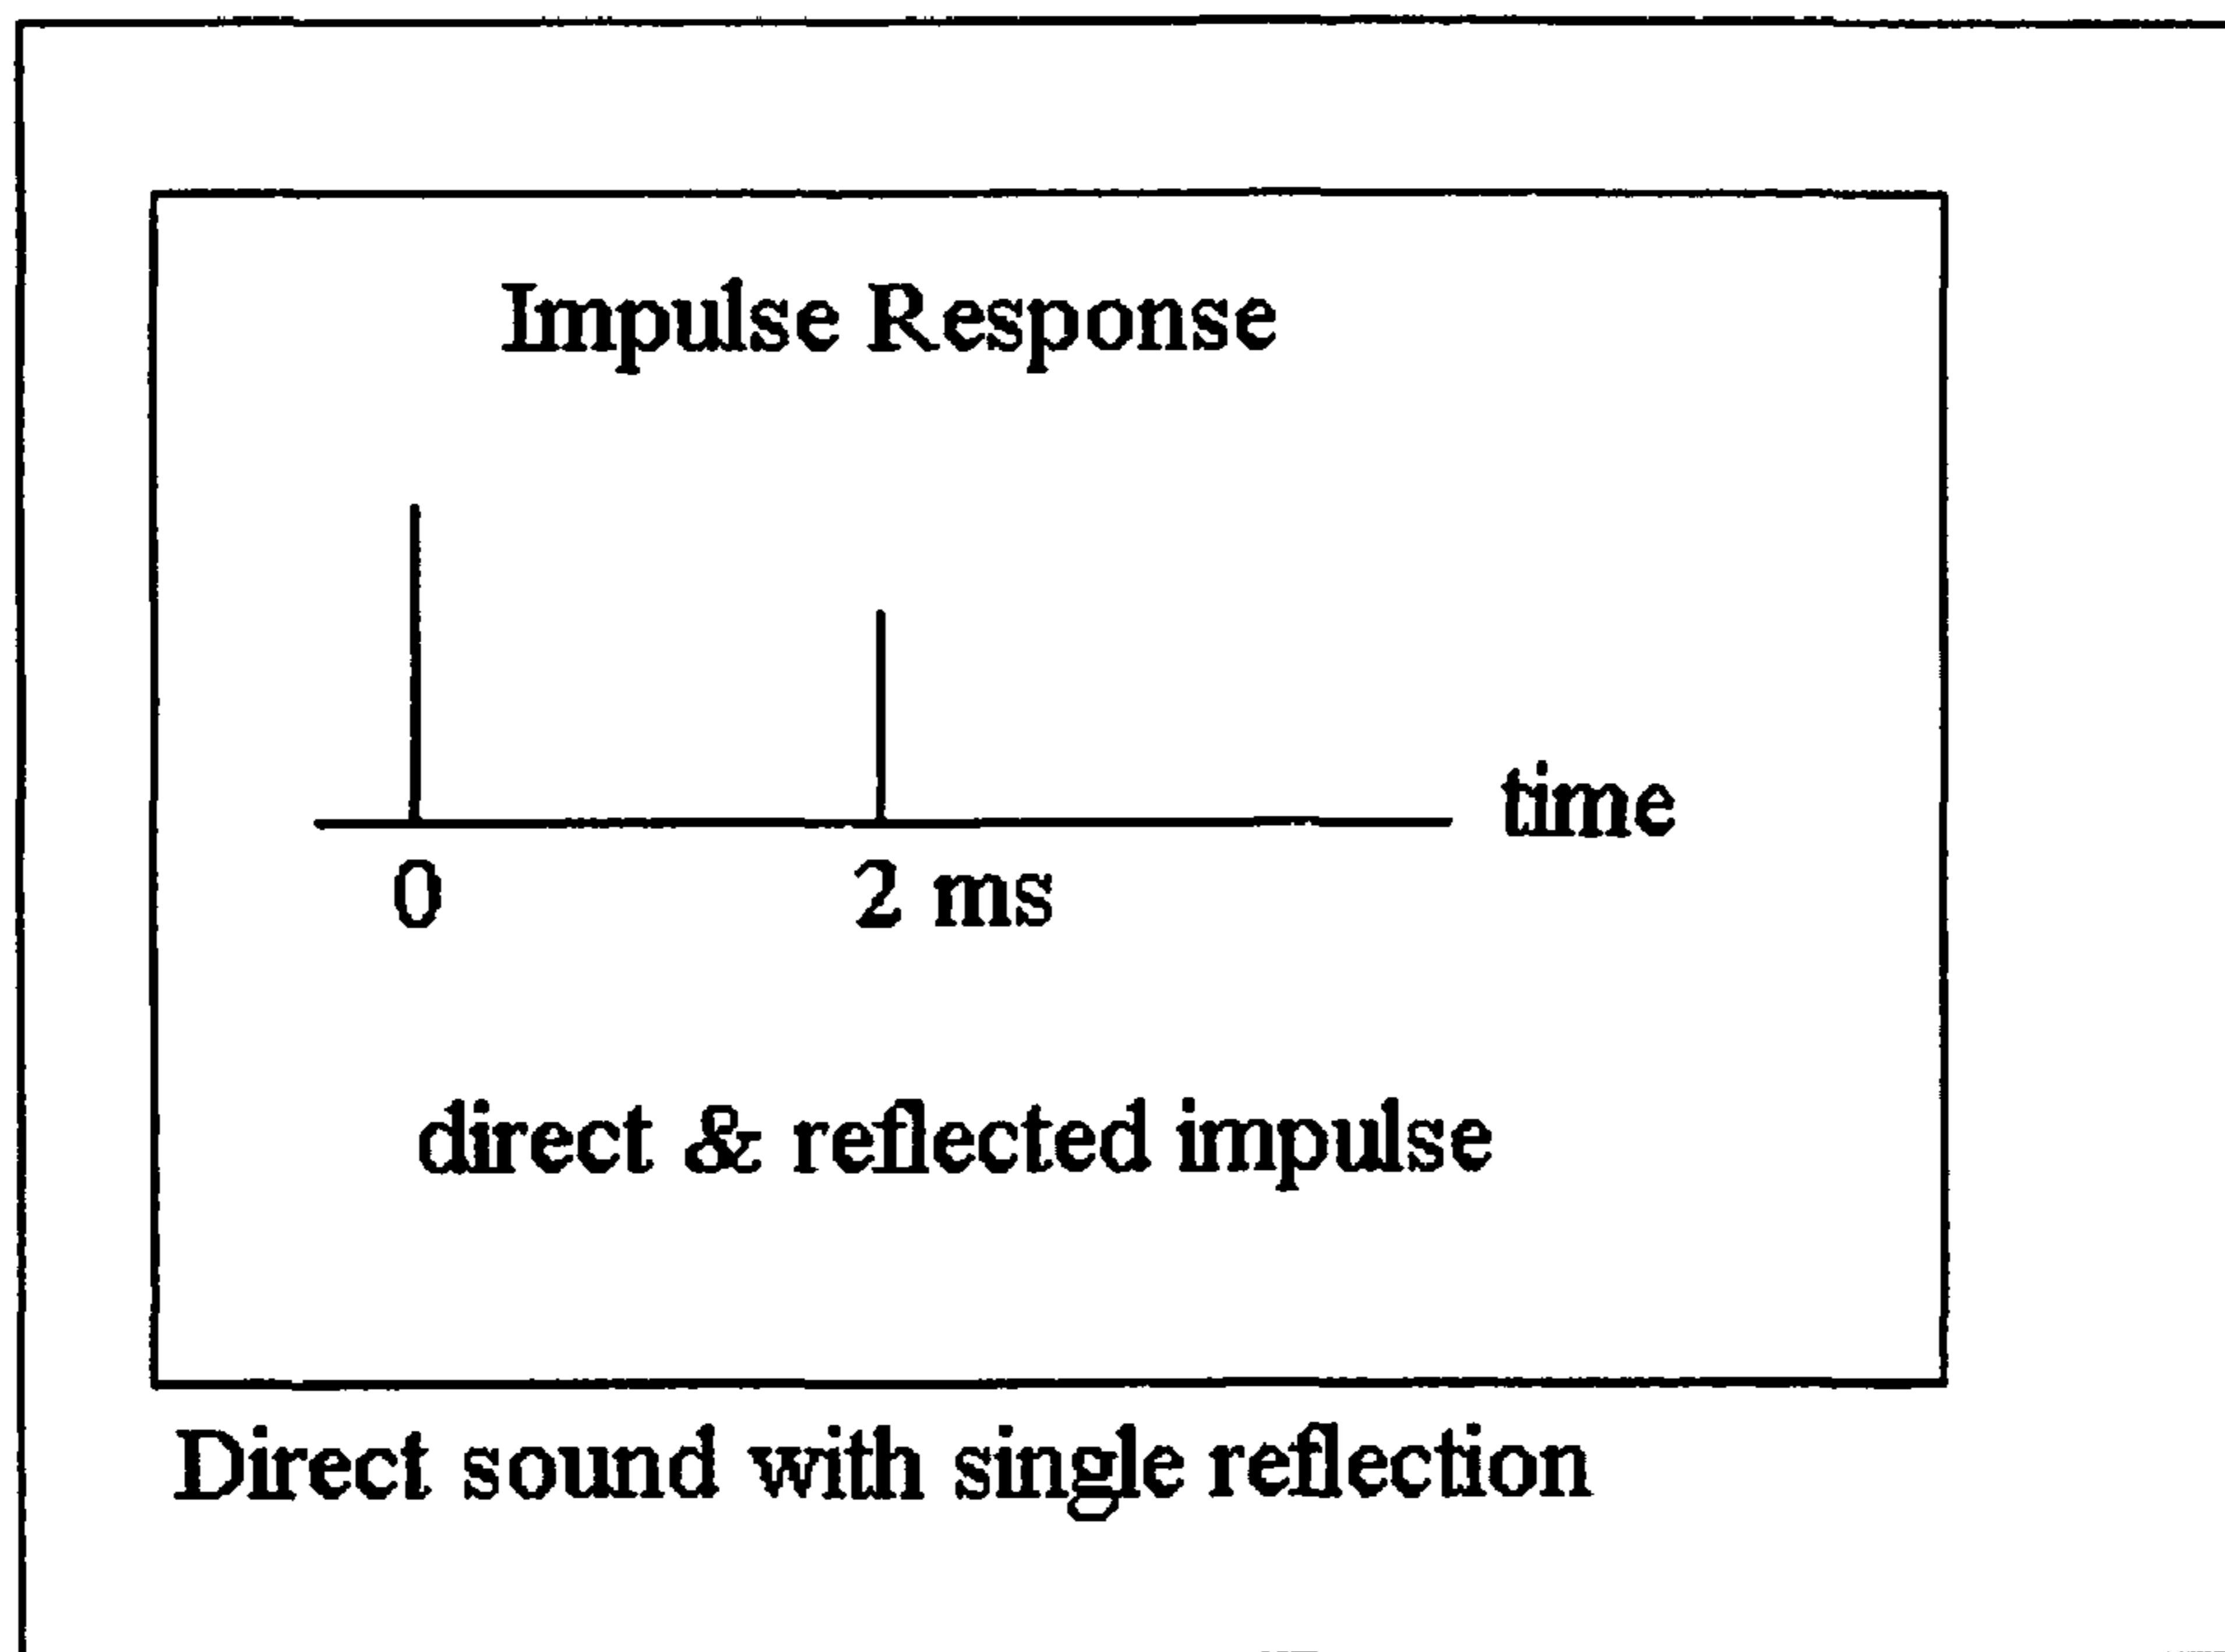 Impulse Response
time
0 2 ms
direct & reflected impulse
Direct sound with single reflection